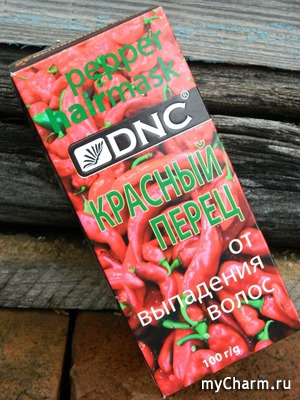 pepper
hairmask
DNC®
КРАСНЫЙ
ПЕРЕЦ
от
выпадения
волос
100 г/g
myCharm.ru